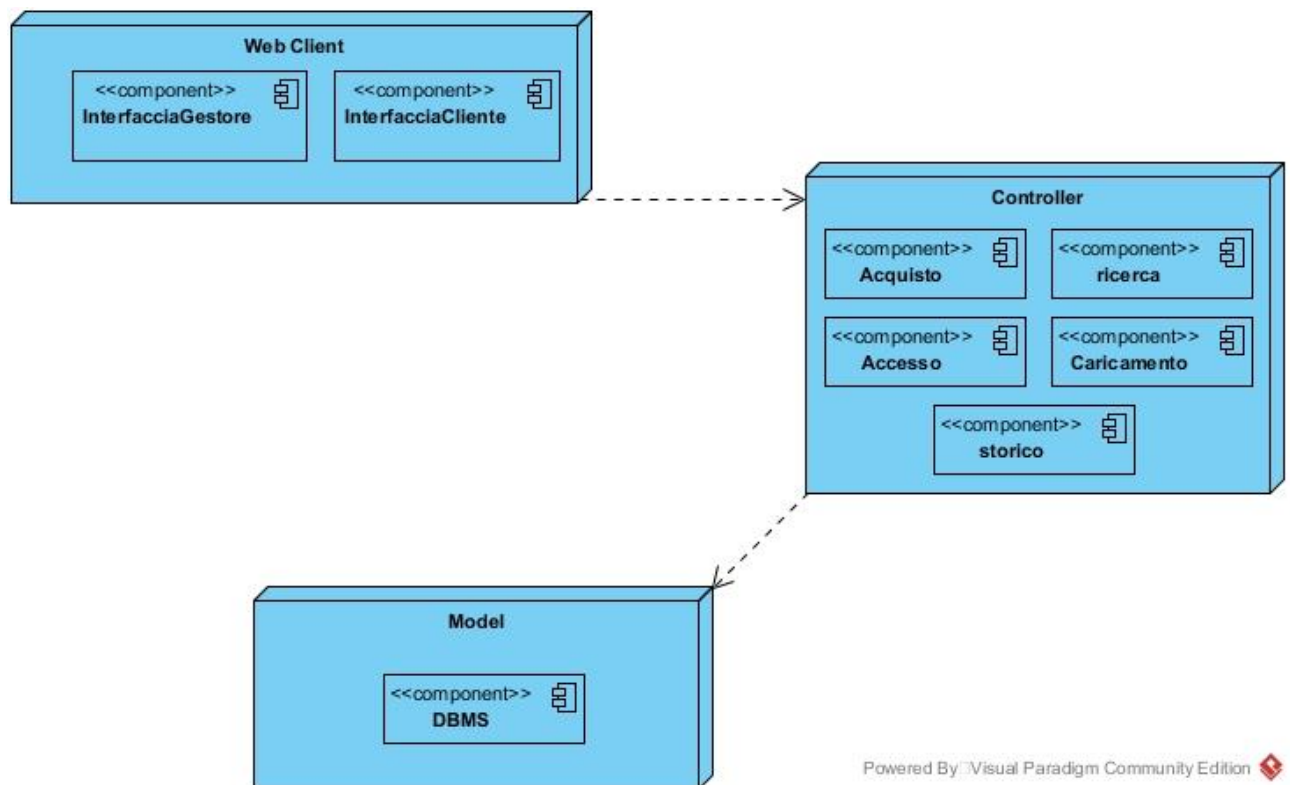 Web Client
<<component>>
InterfacciaGestore
<<component>>
InterfacciaCliente
Controller
<<component>>
Acquisto
<<component>>
ricerca
<<component>>
Accesso
<<component>>
Caricamento
<<component>>
storico
Model
<<component>>
DBMS
Powered By Visual Paradigm Community Edition